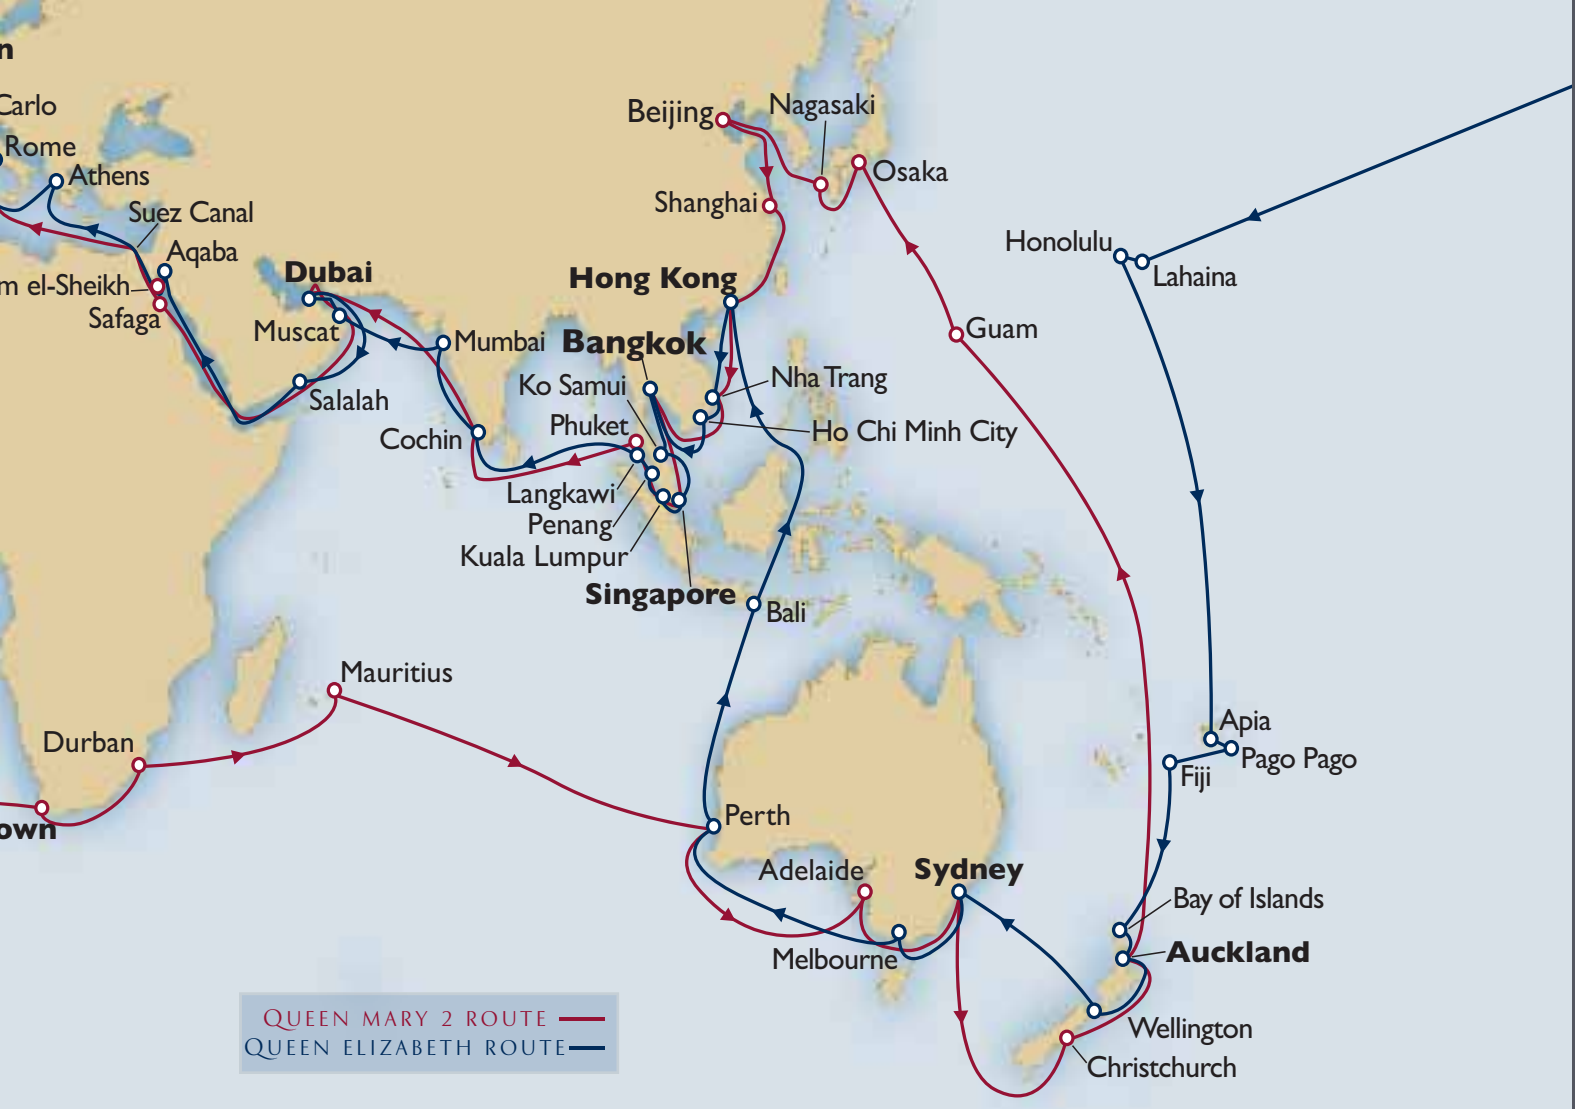 n
Carlo
Rome
Athens
Suez Canal
Aqaba
m el-Sheikh
Safaga
Dubai
Muscat
Salalah
Mumbai
Cochin
Beijing
Nagasaki
Osaka
Shanghai
Hong Kong
Bangkok
Ko Samui
Nha Trang
Phuket
Ho Chi Minh City
Langkawi
Penang
Kuala Lumpur
Singapore
Bali
Guam
Honolulu
Lahaina
Apia
Pago Pago
Fiji
Mauritius
Durban
own
Perth
Adelaide
Sydney
Melbourne
Bay of Islands
Auckland
Wellington
Christchurch
QUEEN MARY 2 ROUTE
QUEEN ELIZABETH ROUTE